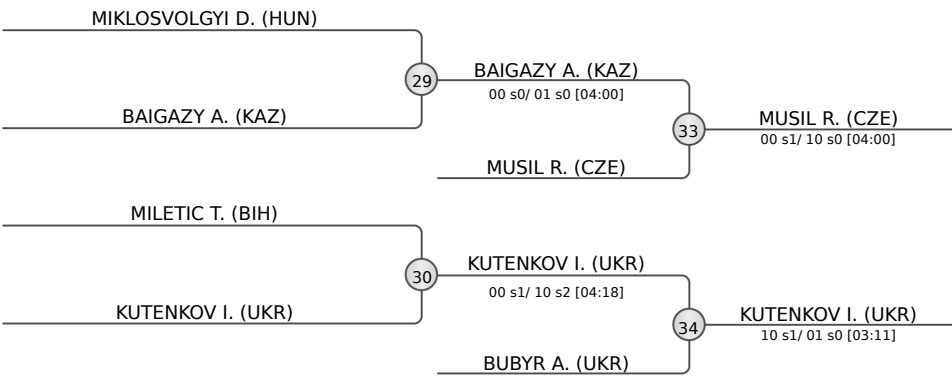 MIKLOSVOLGYI D. (HUN)
29
BAIGAZY A. (KAZ)
BAIGAZY A. (KAZ)
00 s0/ 01 s0 [04:00]
33
MUSIL R. (CZE)
MUSIL R. (CZE)
00 s1/ 10 s0 [04:00]
MILETIC T. (BIH)
30
KUTENKOV I. (UKR)
KUTENKOV I. (UKR)
00 s1/ 10 s2 [04:18]
34
BUBYR A. (UKR)
KUTENKOV I. (UKR)
10 s1/ 01 s0 [03:11]